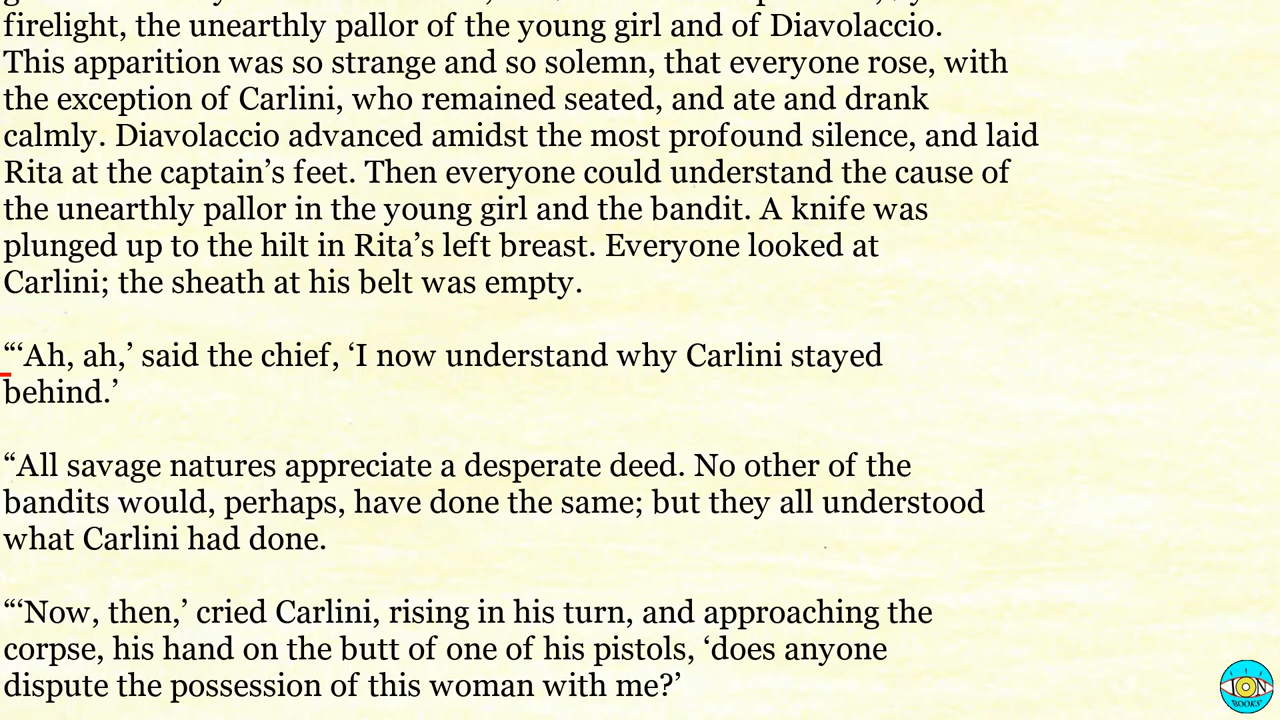 firelight, the unearthly pallor of the young girl and of Diavolaccio.
This apparition was so strange and so solemn, that everyone rose, with
the exception of Carlini, who remained seated, and ate and drank
calmly. Diavolaccio advanced amidst the most profound silence, and laid
Rita at the captain’s feet. Then everyone could understand the cause of
the unearthly pallor in the young girl and the bandit. A knife was
plunged up to the hilt in Rita’s left breast. Everyone looked at
Carlini; the sheath at his belt was empty.
“‘Ah, ah,’ said the chief, ‘I now understand why Carlini stayed
behind.’
“All savage natures appreciate a desperate deed. No other of the
bandits would, perhaps, have done the same; but they all understood
what Carlini had done.
“‘Now, then,’ cried Carlini, rising in his turn, and approaching the
corpse, his hand on the butt of one of his pistols, ‘does anyone
dispute the possession of this woman with me?’
ION
BOOKS